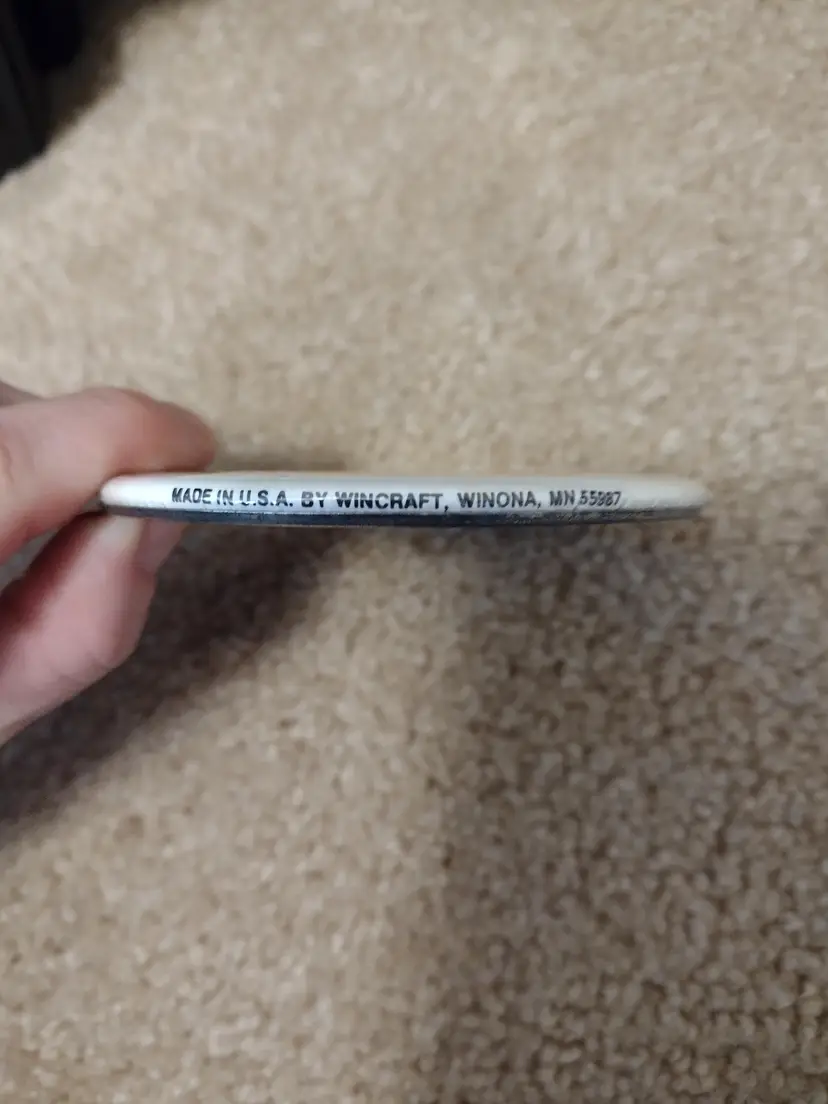 MADE IN U.S.A. BY WINCRAFT, WINONA, MN 55987